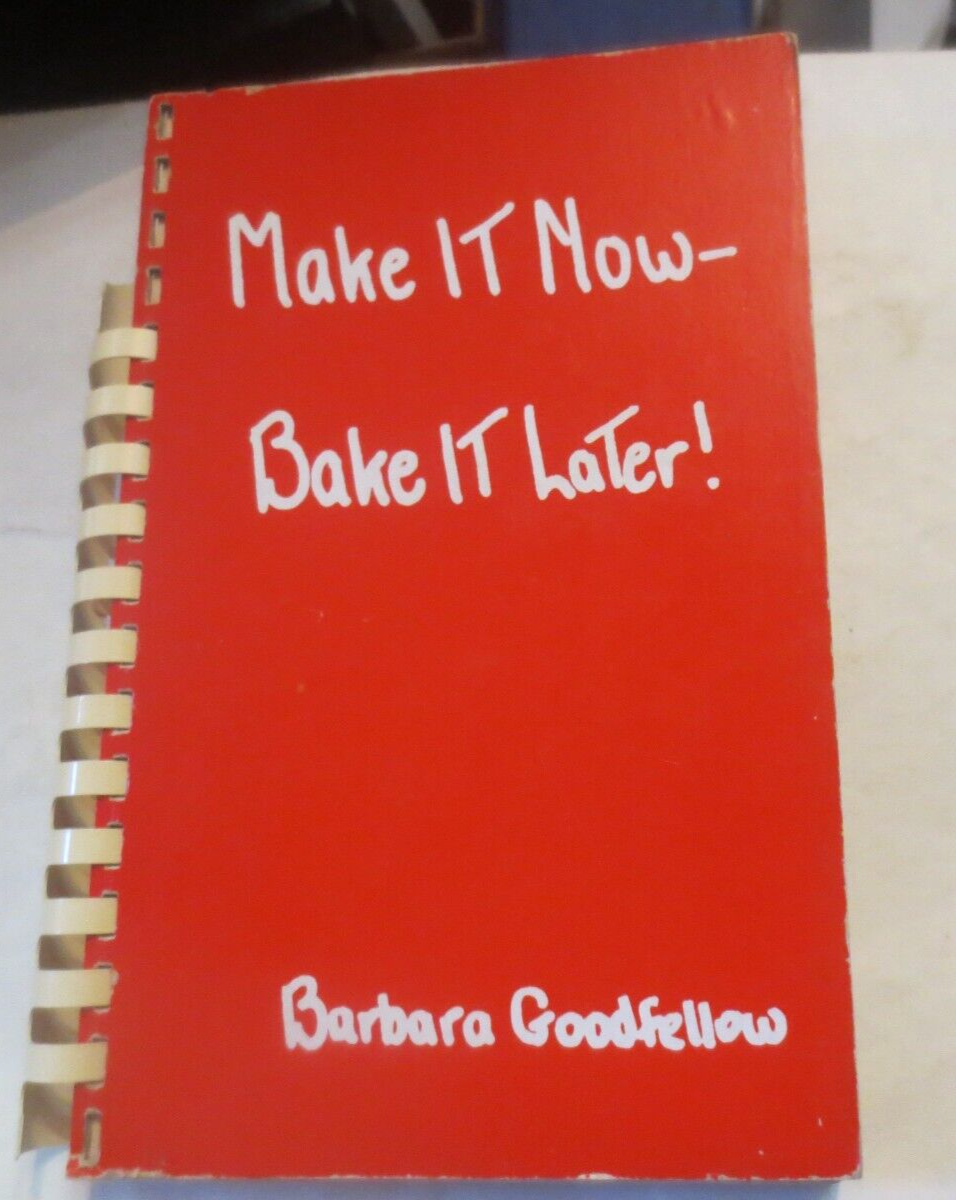 Make IT Now-
Bake IT LaTer!
Barbara Goodfellow